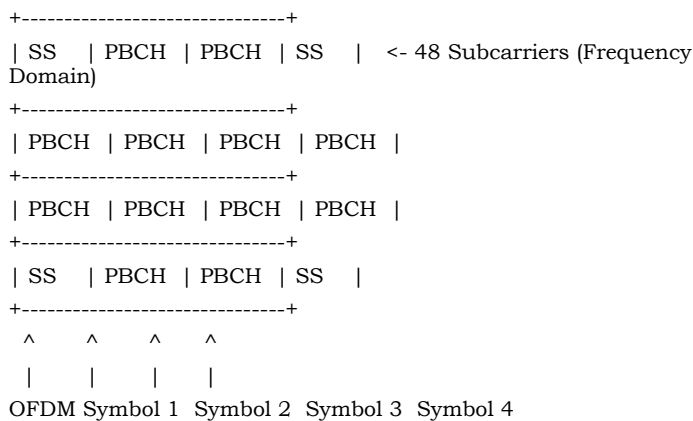 +------------------------------+
| SS | PBCH | PBCH | SS | <- 48 Subcarriers (Frequency
Domain)
+------------------------------+
| PBCH | PBCH | PBCH | PBCH |
+------------------------------+
| PBCH | PBCH | PBCH | PBCH |
+------------------------------+
| SS | PBCH | PBCH | SS |
+------------------------------+
^ ^ ^ ^
| | | |
OFDM Symbol 1 Symbol 2 Symbol 3 Symbol 4